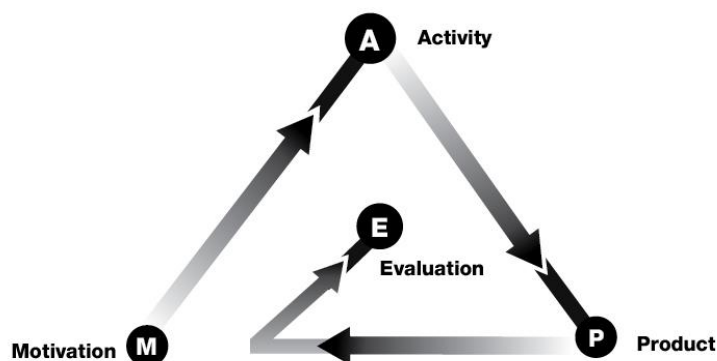 A Activity
E
Evaluation
Motivation M
P Product